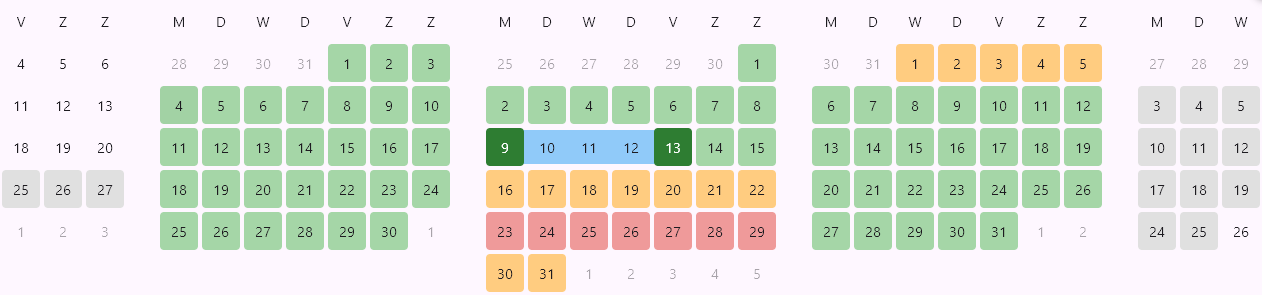 V Z Z
4 5 6
11 12 13
18 19 20
25 26 27
1 2 3
M D W D V Z Z
28 29 30 31 1 2 3
4 5 6 7 8 9 10
11 12 13 14 15 16 17
18 19 20 21 22 23 24
25 26 27 28 29 30 1
M D W D V Z Z
25 26 27 28 29 30 1
2 3 4 5 6 7 8
9 10 11 12 13 14 15
16 17 18 19 20 21 22
23 24 25 26 27 28 29
30 31 1 2 3 4 5
M D W D V Z Z
30 31 1 2 3 4 5
6 7 8 9 10 11 12
13 14 15 16 17 18 19
20 21 22 23 24 25 26
27 28 29 30 31 1 2
M D W
27 28 29
3 4 5
10 11 12
17 18 19
24 25 26